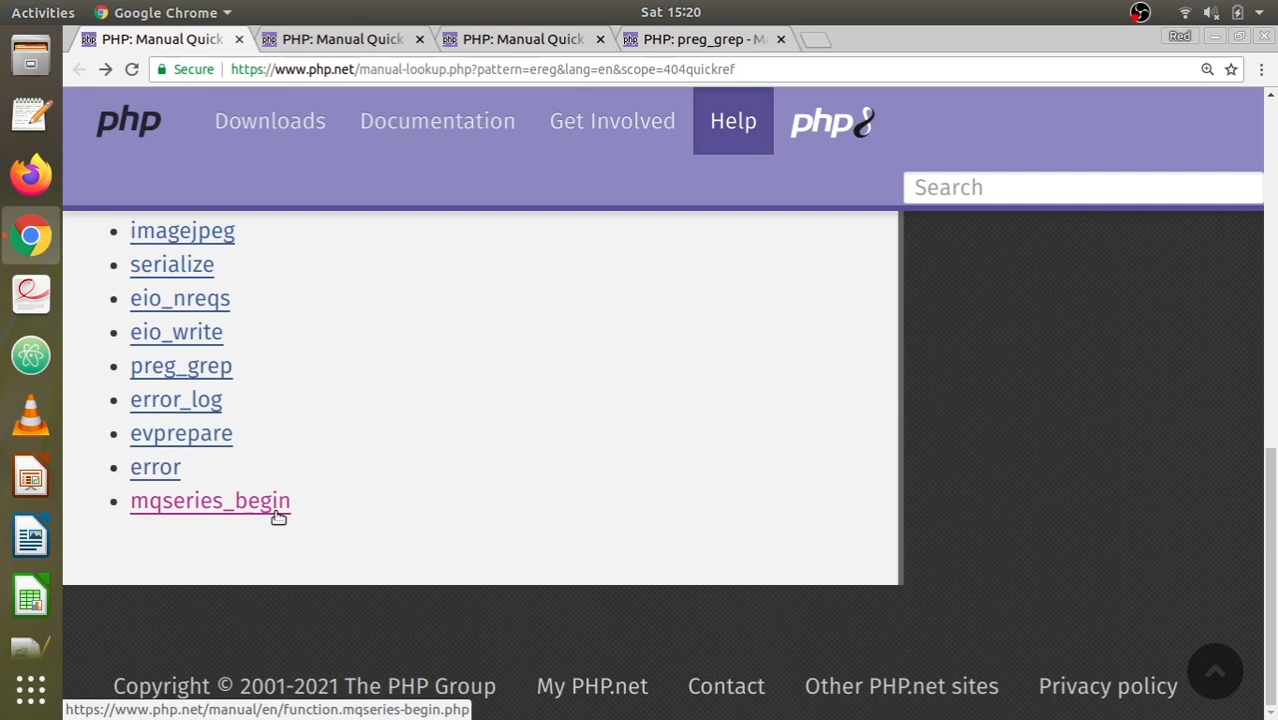 Activities Google Chrome Sat 15:20
PHP: Manual Quick PHP: Manual Quick PHP: Manual Quick PHP: preg_grep - M Red
Secure https://www.php.net/manual-lookup.php?pattern=ereg&lang=en&scope=404quickref
php Downloads Documentation Get Involved Help php8
Search
imagejpeg
serialize
eio_nreqs
eio_write
preg_grep
error_log
evprepare
error
mqseries_begin
Copyright © 2001-2021 The PHP Group My PHP.net Contact Other PHP.net sites Privacy policy
https://www.php.net/manual/en/function.mqseries-begin.php